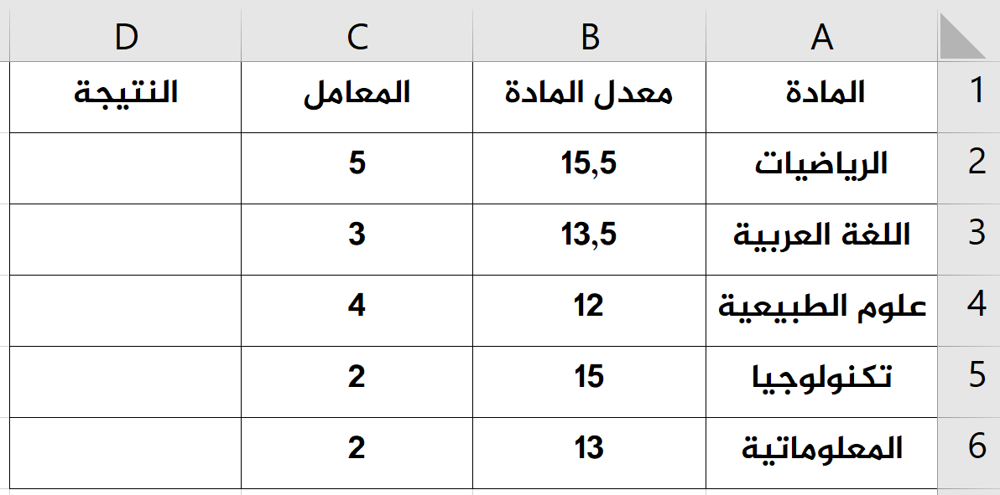 A B C D
1 المادة معدل المادة المعامل النتيجة
2 الرياضيات 15,5 5
3 اللغة العربية 13,5 3
4 علوم الطبيعية 12 4
5 تكنولوجيا 15 2
6 المعلوماتية 13 2